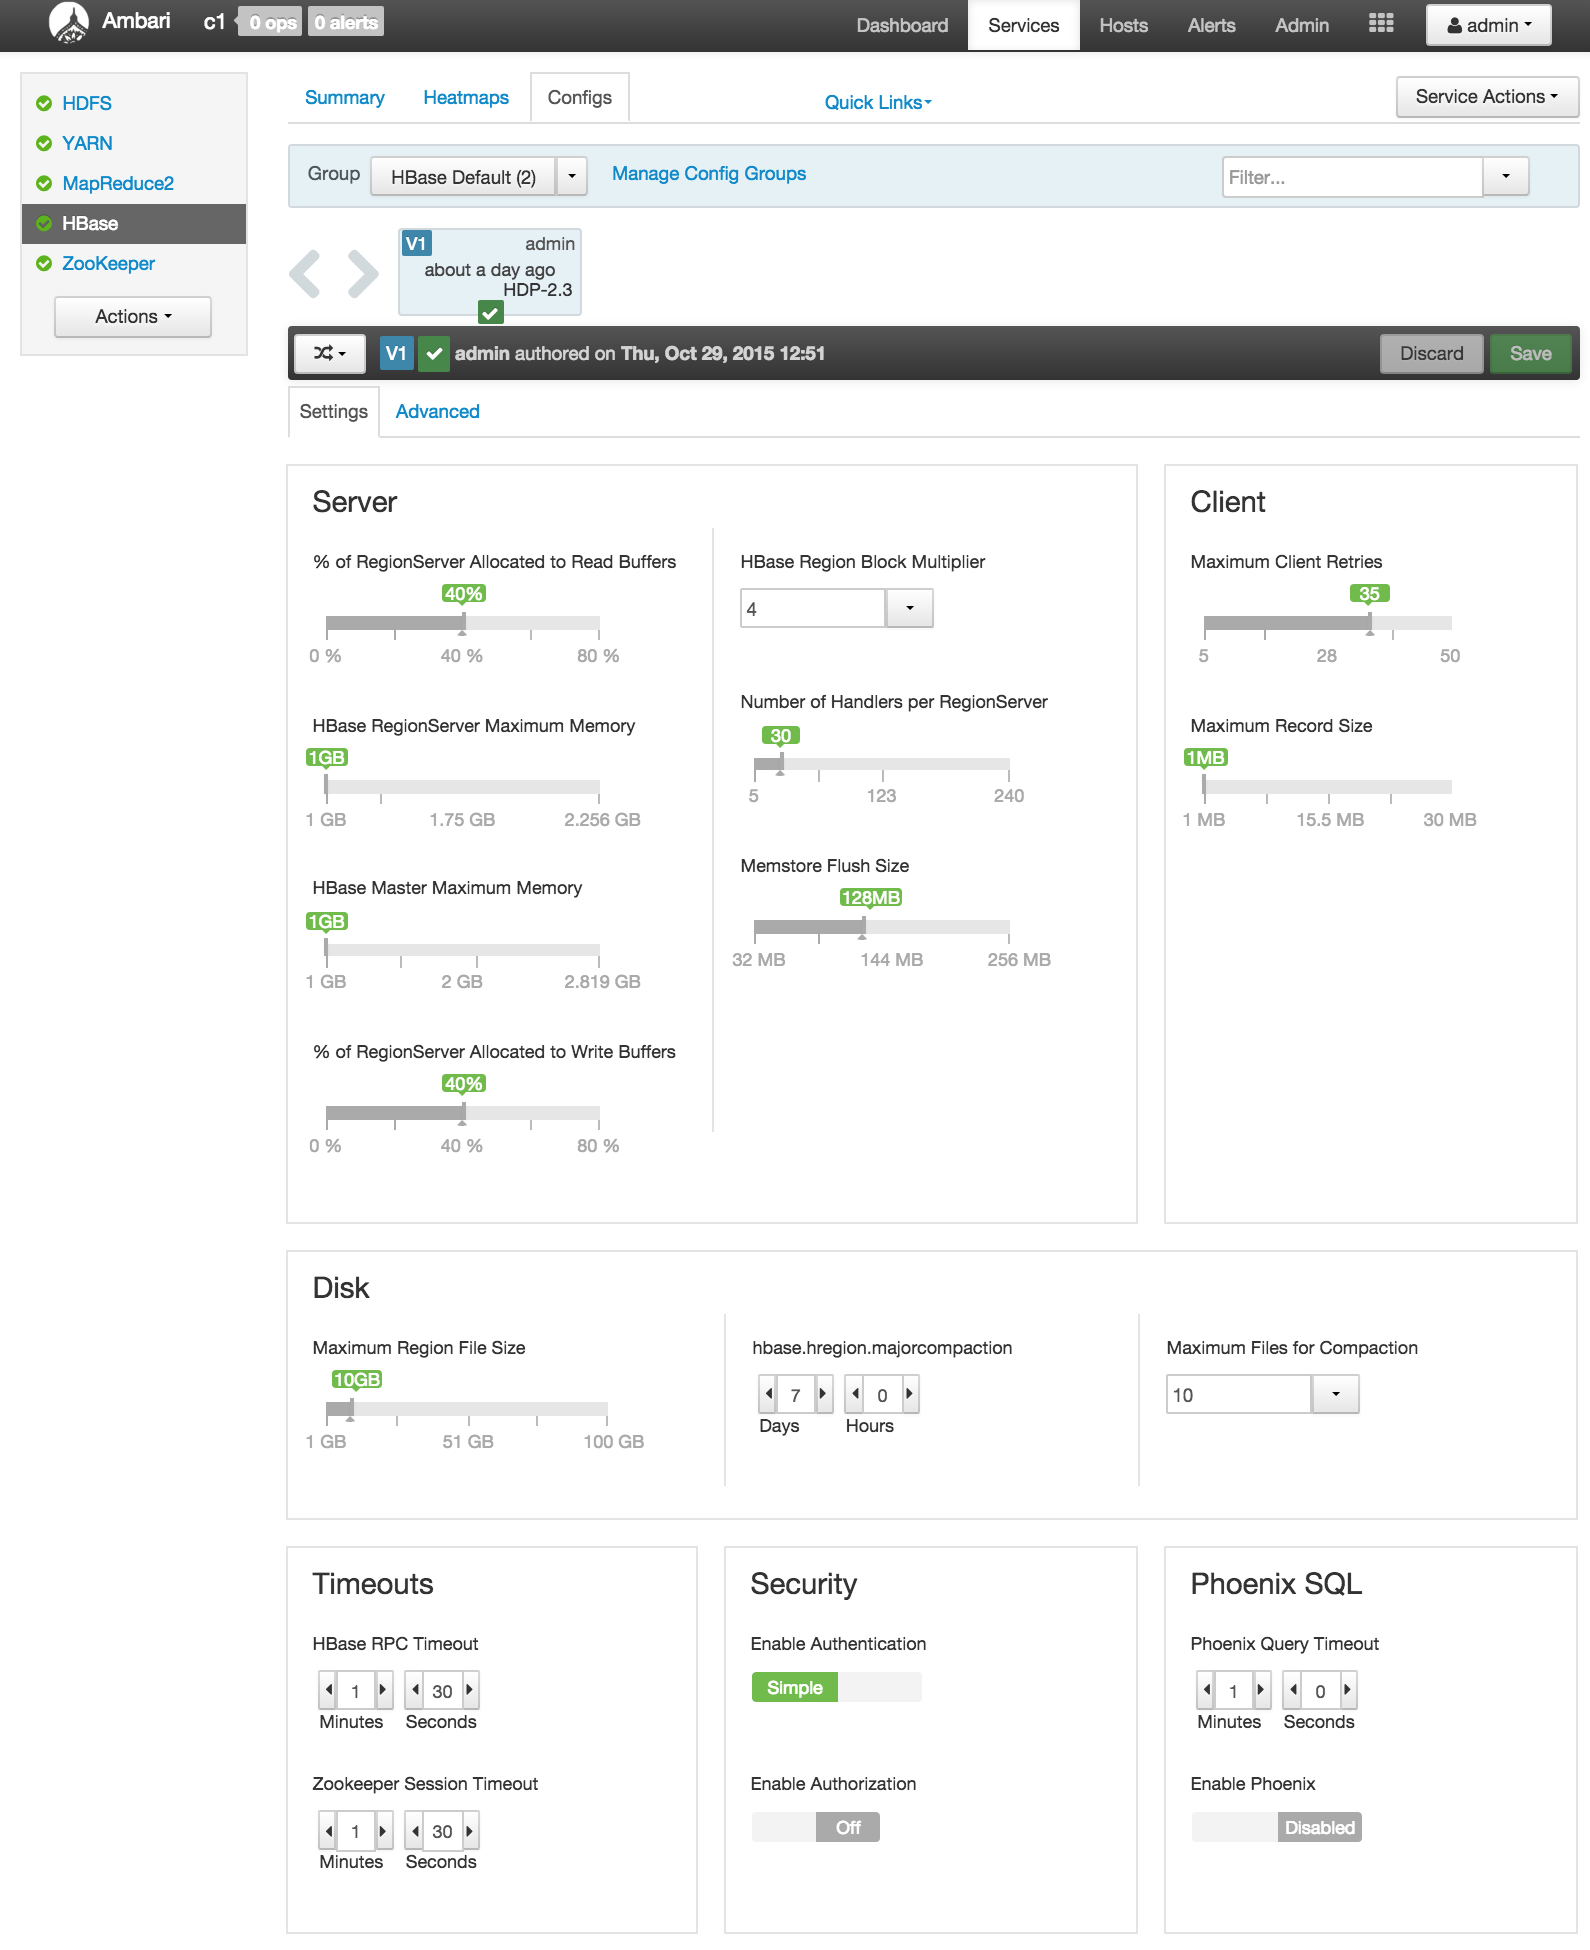 Ambari c1 0 ops 0 alerts Dashboard Services Hosts Alerts Admin admin
HDFS
YARN
MapReduce2
HBase
ZooKeeper
Actions
Summary Heatmaps Configs Quick Links Service Actions
Group HBase Default (2) Manage Config Groups Filter...
V1 admin
about a day ago
HDP-2.3
V1 admin authored on Thu, Oct 29, 2015 12:51 Discard Save
Settings Advanced
Server
% of RegionServer Allocated to Read Buffers
40%
0 % 40 % 80 %
HBase RegionServer Maximum Memory
1GB
1 GB 1.75 GB 2.256 GB
HBase Master Maximum Memory
1GB
1 GB 2 GB 2.819 GB
% of RegionServer Allocated to Write Buffers
40%
0 % 40 % 80 %
HBase Region Block Multiplier
4
Number of Handlers per RegionServer
30
5 123 240
Memstore Flush Size
128MB
32 MB 144 MB 256 MB
Client
Maximum Client Retries
35
5 28 50
Maximum Record Size
1MB
1 MB 15.5 MB 30 MB
Disk
Maximum Region File Size
10GB
1 GB 51 GB 100 GB
hbase.hregion.majorcompaction
7 0
Days Hours
Maximum Files for Compaction
10
Timeouts
HBase RPC Timeout
1 30
Minutes Seconds
Zookeeper Session Timeout
1 30
Minutes Seconds
Security
Enable Authentication
Simple
Enable Authorization
Off
Phoenix SQL
Phoenix Query Timeout
1 0
Minutes Seconds
Enable Phoenix
Disabled